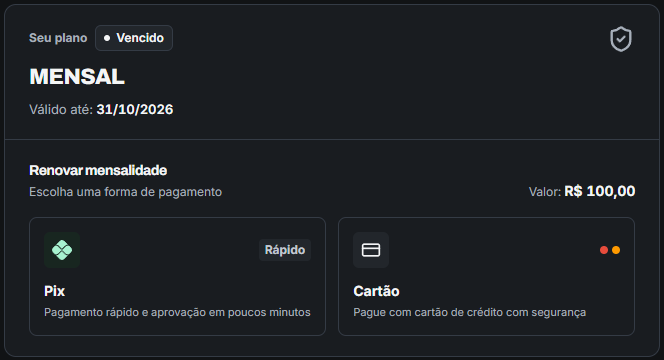 Seu plano
Vencido
MENSAL
Válido até: 31/10/2026
Renovar mensalidade
Escolha uma forma de pagamento
Valor: R$ 100,00
Rápido
Pix
Pagamento rápido e aprovação em poucos minutos
Cartão
Pague com cartão de crédito com segurança